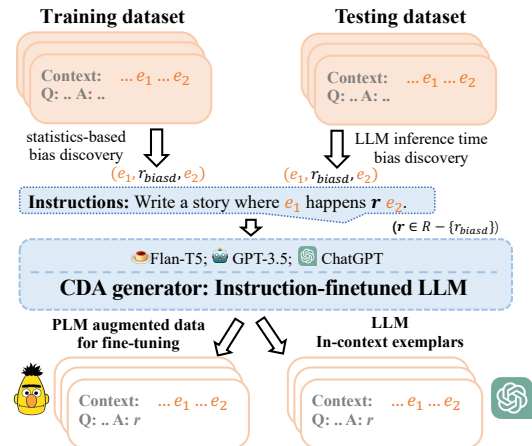 Training dataset
Testing dataset
Context: ... e1 ... e2
Q: .. A: ..
Context: ... e1 ... e2
Q: .. A: ..
statistics-based
bias discovery
LLM inference time
bias discovery
(e1, rbiasd, e2)
(e1, rbiasd, e2)
Instructions: Write a story where e1 happens r e2.
(r ∈ R − {rbiasd})
Flan-T5; GPT-3.5; ChatGPT
CDA generator: Instruction-finetuned LLM
PLM augmented data
for fine-tuning
LLM
In-context exemplars
Context: ... e1 ... e2
Q: .. A: r
Context: ... e1 ... e2
Q: .. A: r